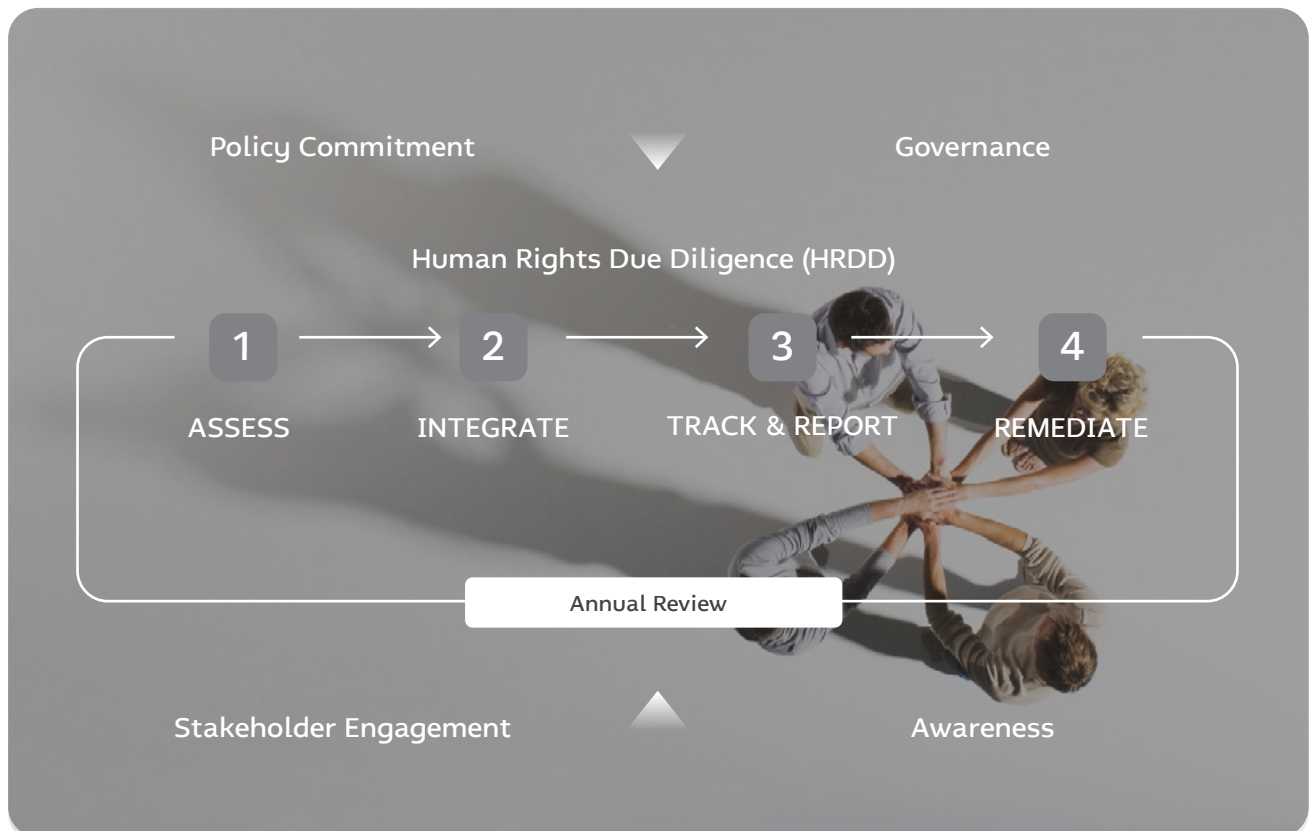 Policy Commitment
Governance
Human Rights Due Diligence (HRDD)
1
2
3
4
ASSESS
INTEGRATE
TRACK & REPORT
REMEDIATE
Annual Review
Stakeholder Engagement
Awareness